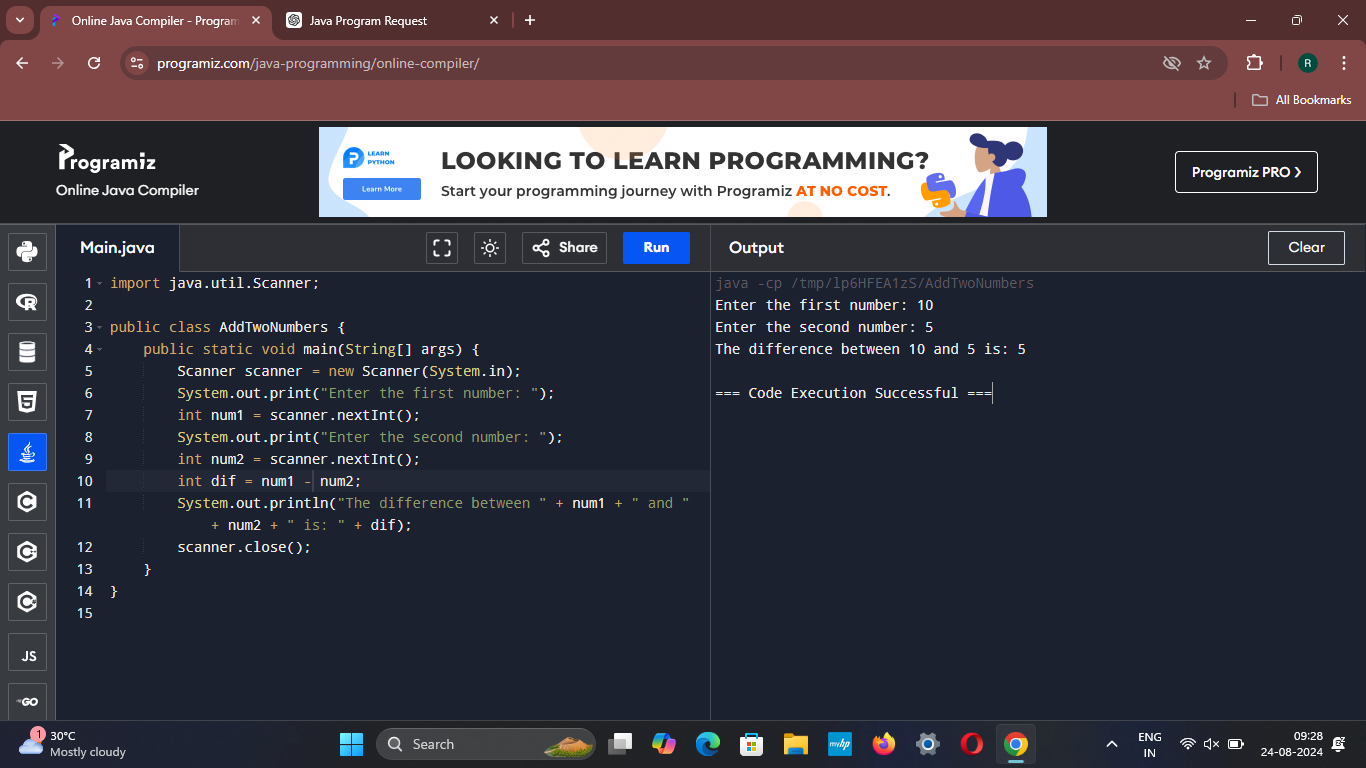 Online Java Compiler - Program
Java Program Request
programiz.com/java-programming/online-compiler/
R
All Bookmarks
Programiz
Online Java Compiler
LEARN
PYTHON
Learn More
LOOKING TO LEARN PROGRAMMING?
Start your programming journey with Programiz AT NO COST.
Programiz PRO >
Main.java
Share
Run
Output
Clear
1 import java.util.Scanner;
2
3 public class AddTwoNumbers {
4 public static void main(String[] args) {
5 Scanner scanner = new Scanner(System.in);
6 System.out.print("Enter the first number: ");
7 int num1 = scanner.nextInt();
8 System.out.print("Enter the second number: ");
9 int num2 = scanner.nextInt();
10 int dif = num1 - num2;
11 System.out.println("The difference between " + num1 + " and "
+ num2 + " is: " + dif);
12 scanner.close();
13 }
14 }
15
java -cp /tmp/lp6HFEA1zS/AddTwoNumbers
Enter the first number: 10
Enter the second number: 5
The difference between 10 and 5 is: 5
=== Code Execution Successful ===
R
5
C
C
C
JS
GO
1
30°C
Mostly cloudy
Search
myhp
ENG
IN
09:28
24-08-2024